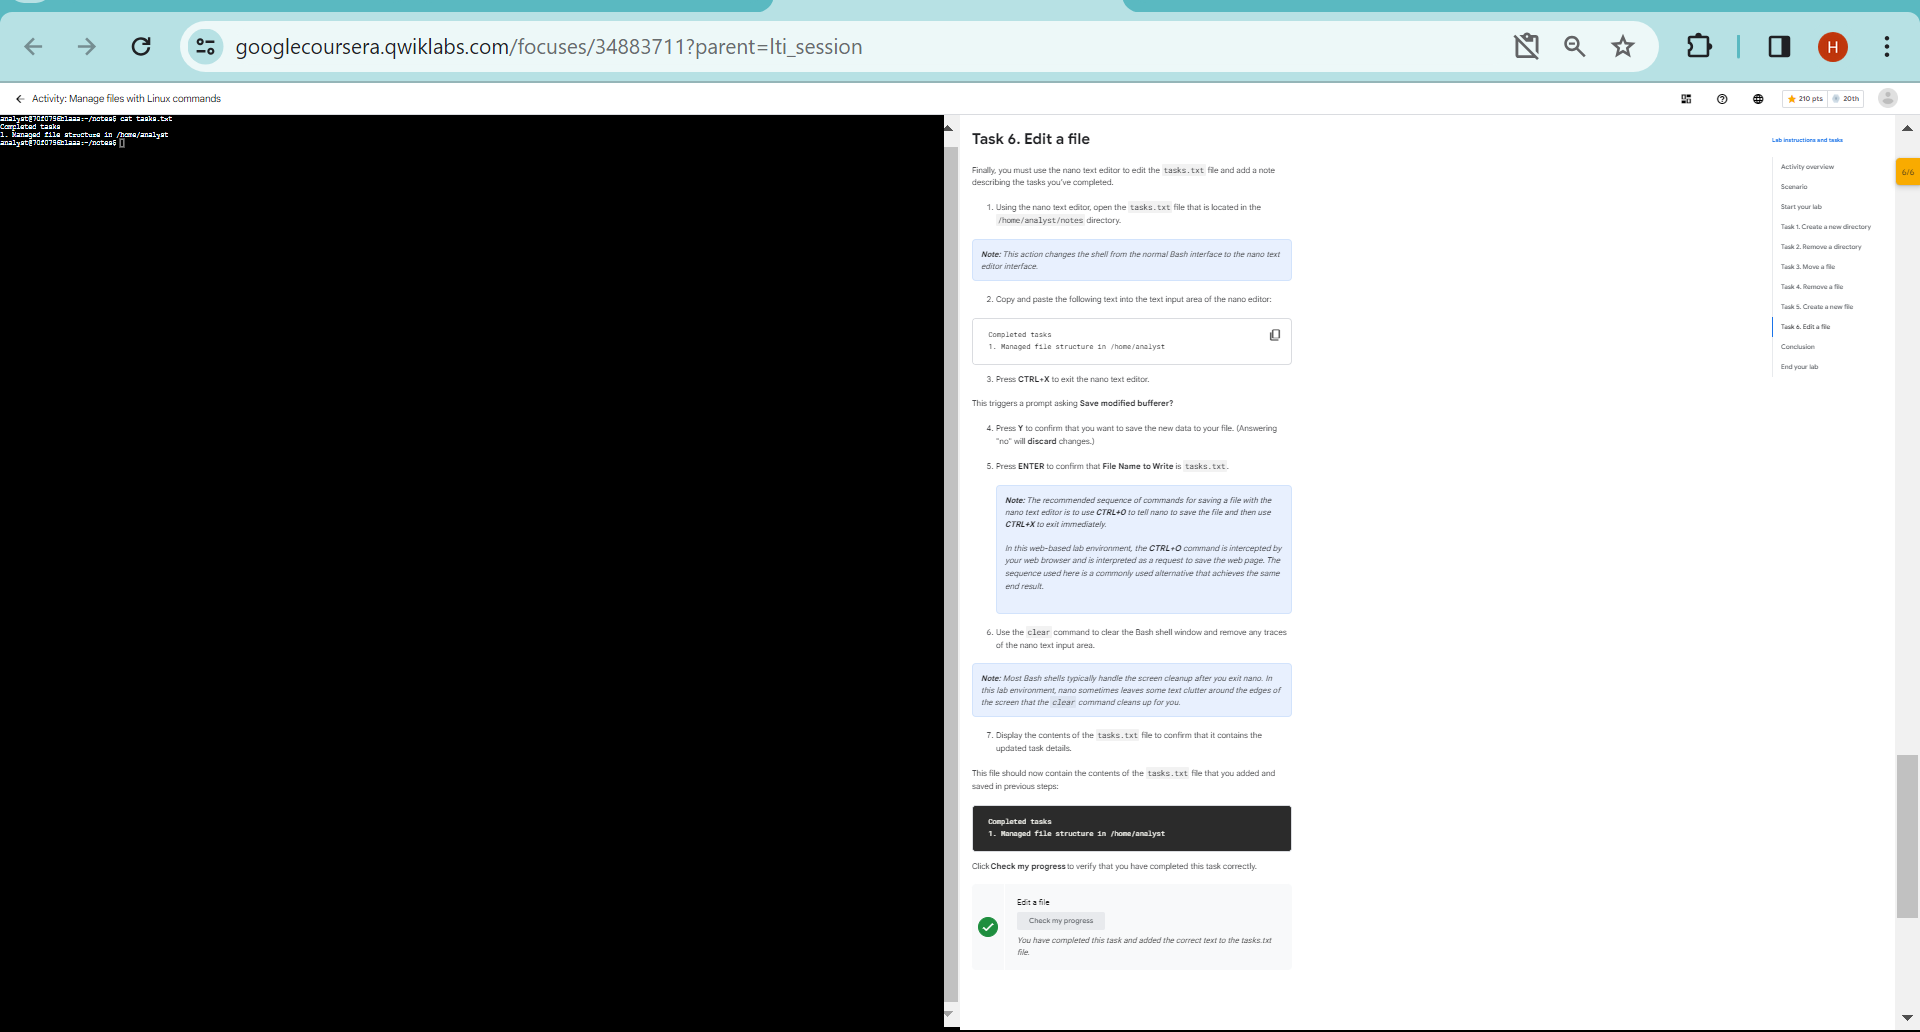 googlecoursera.qwiklabs.com/focuses/34883711?parent=lti_session
H
Activity: Manage files with Linux commands
210 pts
20th
analyst@70f0796b1aaa:~/notes$ cat tasks.txt
Completed tasks
1. Managed file structure in /home/analyst
analyst@70f0796b1aaa:~/notes$
Task 6. Edit a file
Finally, you must use the nano text editor to edit the tasks.txt file and add a note
describing the tasks you've completed.
1. Using the nano text editor, open the tasks.txt file that is located in the
/home/analyst/notes directory.
Note: This action changes the shell from the normal Bash interface to the nano text
editor interface.
2. Copy and paste the following text into the text input area of the nano editor:
Completed tasks
1. Managed file structure in /home/analyst
3. Press CTRL+X to exit the nano text editor.
This triggers a prompt asking Save modified bufferer?
4. Press Y to confirm that you want to save the new data to your file. (Answering
"no" will discard changes.)
5. Press ENTER to confirm that File Name to Write is tasks.txt.
Note: The recommended sequence of commands for saving a file with the
nano text editor is to use CTRL+O to tell nano to save the file and then use
CTRL+X to exit immediately.
In this web-based lab environment, the CTRL+O command is intercepted by
your web browser and is interpreted as a request to save the web page. The
sequence used here is a commonly used alternative that achieves the same
end result.
6. Use the clear command to clear the Bash shell window and remove any traces
of the nano text input area.
Note: Most Bash shells typically handle the screen cleanup after you exit nano. In
this lab environment, nano sometimes leaves some text clutter around the edges of
the screen that the clear command cleans up for you.
7. Display the contents of the tasks.txt file to confirm that it contains the
updated task details.
This file should now contain the contents of the tasks.txt file that you added and
saved in previous steps:
Completed tasks
1. Managed file structure in /home/analyst
Click Check my progress to verify that you have completed this task correctly.
Edit a file
Check my progress
You have completed this task and added the correct text to the tasks.txt
file.
Lab instructions and tasks
Activity overview
Scenario
Start your lab
Task 1. Create a new directory
Task 2. Remove a directory
Task 3. Move a file
Task 4. Remove a file
Task 5. Create a new file
Task 6. Edit a file
Conclusion
End your lab
6/6